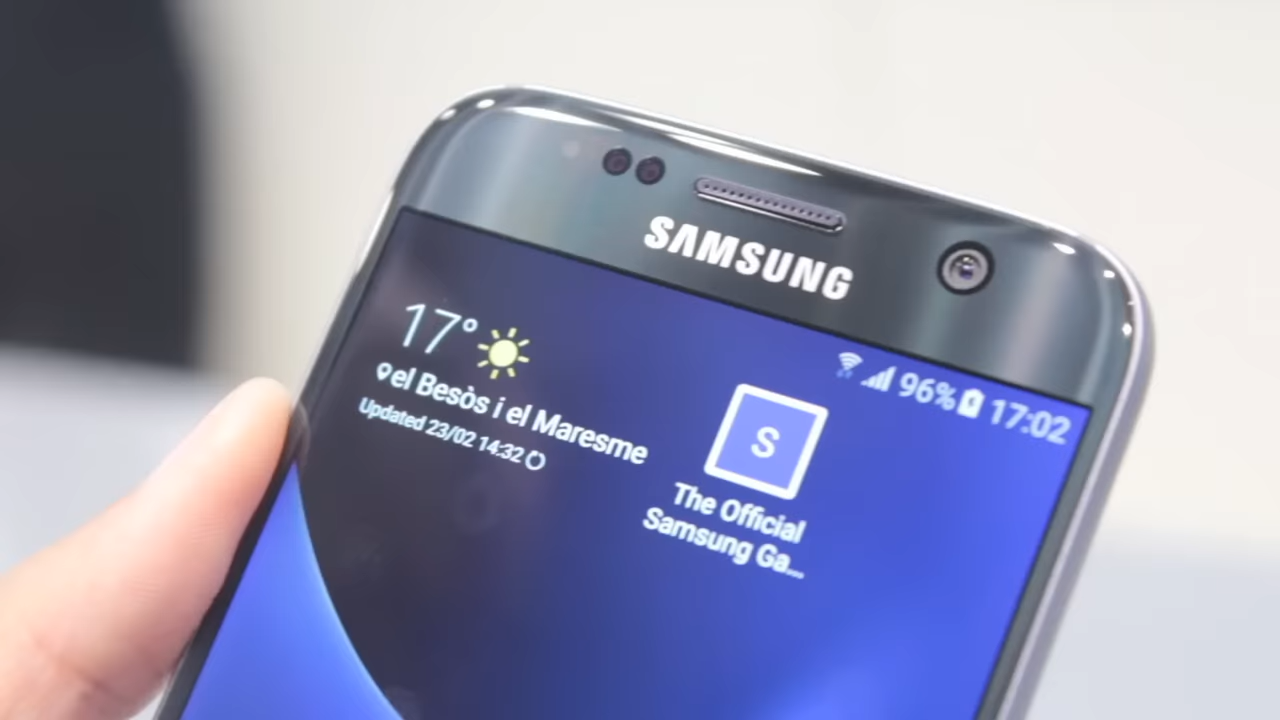 SAMSUNG
96% 17:02
17°
el Besòs i el Maresme
Updated 23/02 14:32
S
The Official
Samsung Ga...